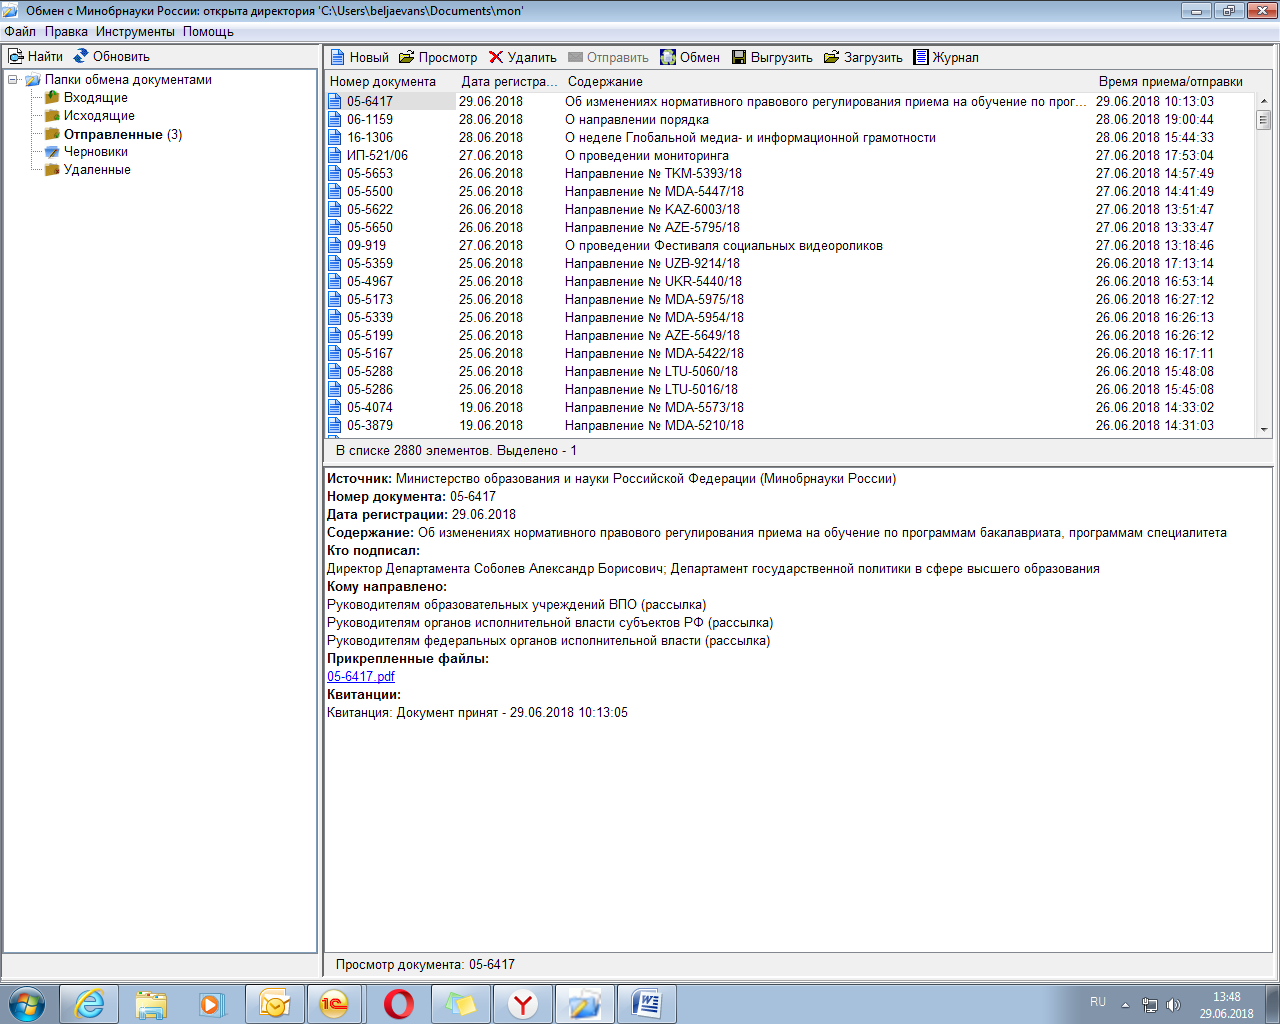 Обмен с Минобрнауки России: открыта директория 'C:\Users\beljaevans\Documents\mon'
Файл Правка Инструменты Помощь
Найти Обновить
Папки обмена документами
Входящие
Исходящие
Отправленные (3)
Черновики
Удаленные
Новый Просмотр Удалить Отправить Обмен Выгрузить Загрузить Журнал
Номер документа Дата регистра... Содержание Время приема/отправки
05-6417 29.06.2018 Об изменениях нормативного правового регулирования приема на обучение по прог... 29.06.2018 10:13:03
06-1159 28.06.2018 О направлении порядка 28.06.2018 19:00:44
16-1306 28.06.2018 О неделе Глобальной медиа- и информационной грамотности 28.06.2018 15:44:33
ИП-521/06 27.06.2018 О проведении мониторинга 27.06.2018 17:53:04
05-5653 26.06.2018 Направление № TKM-5393/18 27.06.2018 14:57:49
05-5500 25.06.2018 Направление № MDA-5447/18 27.06.2018 14:41:49
05-5622 26.06.2018 Направление № KAZ-6003/18 27.06.2018 13:51:47
05-5650 26.06.2018 Направление № AZE-5795/18 27.06.2018 13:33:47
09-919 27.06.2018 О проведении Фестиваля социальных видеороликов 27.06.2018 13:18:46
05-5359 25.06.2018 Направление № UZB-9214/18 26.06.2018 17:13:14
05-4967 25.06.2018 Направление № UKR-5440/18 26.06.2018 16:53:14
05-5173 25.06.2018 Направление № MDA-5975/18 26.06.2018 16:27:12
05-5339 25.06.2018 Направление № MDA-5954/18 26.06.2018 16:26:13
05-5199 25.06.2018 Направление № AZE-5649/18 26.06.2018 16:26:12
05-5167 25.06.2018 Направление № MDA-5422/18 26.06.2018 16:17:11
05-5288 25.06.2018 Направление № LTU-5060/18 26.06.2018 15:48:08
05-5286 25.06.2018 Направление № LTU-5016/18 26.06.2018 15:45:08
05-4074 19.06.2018 Направление № MDA-5573/18 26.06.2018 14:33:02
05-3879 19.06.2018 Направление № MDA-5210/18 26.06.2018 14:31:03
В списке 2880 элементов. Выделено - 1
Источник: Министерство образования и науки Российской Федерации (Минобрнауки России)
Номер документа: 05-6417
Дата регистрации: 29.06.2018
Содержание: Об изменениях нормативного правового регулирования приема на обучение по программам бакалавриата, программам специалитета
Кто подписал:
Директор Департамента Соболев Александр Борисович; Департамент государственной политики в сфере высшего образования
Кому направлено:
Руководителям образовательных учреждений ВПО (рассылка)
Руководителям органов исполнительной власти субъектов РФ (рассылка)
Руководителям федеральных органов исполнительной власти (рассылка)
Прикрепленные файлы:
05-6417.pdf
Квитанции:
Квитанция: Документ принят - 29.06.2018 10:13:05
Просмотр документа: 05-6417
RU 13:48
29.06.2018